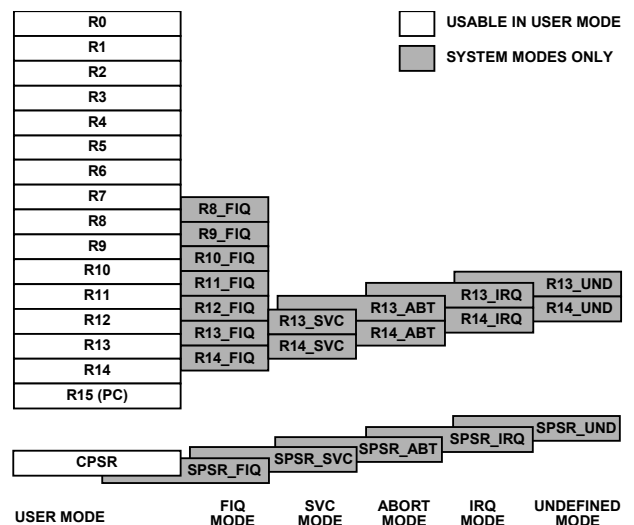 R0
R1
R2
R3
R4
R5
R6
R7
R8
R9
R10
R11
R12
R13
R14
R15 (PC)
CPSR
USER MODE
R8_FIQ
R9_FIQ
R10_FIQ
R11_FIQ
R12_FIQ
R13_FIQ
R14_FIQ
SPSR_FIQ
FIQ
MODE
R13_SVC
R14_SVC
SPSR_SVC
SVC
MODE
R13_ABT
R14_ABT
SPSR_ABT
ABORT
MODE
R13_IRQ
R14_IRQ
SPSR_IRQ
IRQ
MODE
R13_UND
R14_UND
SPSR_UND
UNDEFINED
MODE
USABLE IN USER MODE
SYSTEM MODES ONLY